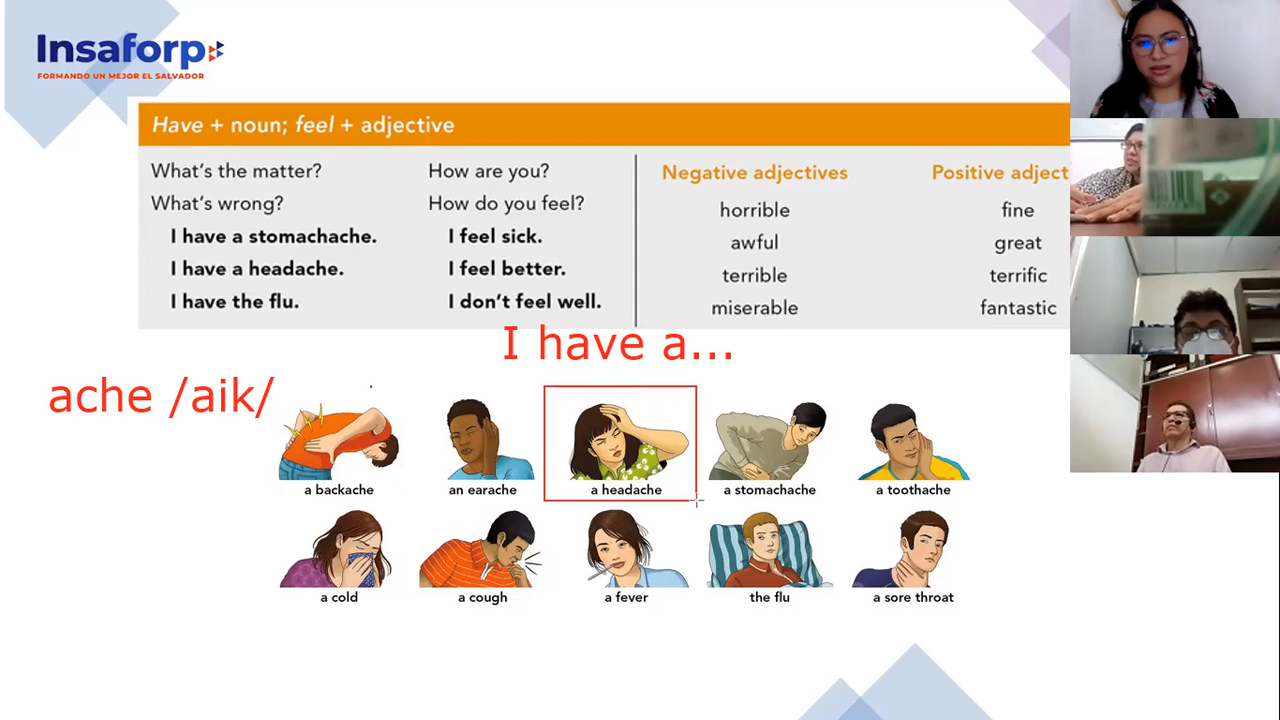 Insaforp
FORMANDO UN MEJOR EL SALVADOR
Have + noun; feel + adjective
What's the matter?
What's wrong?
I have a stomachache.
I have a headache.
I have the flu.
How are you?
How do you feel?
I feel sick.
I feel better.
I don't feel well.
Negative adjectives
horrible
awful
terrible
miserable
Positive adject
fine
great
terrific
fantastic
I have a...
ache /aik/
a backache
an earache
a headache
a stomachache
a toothache
a cold
a cough
a fever
the flu
a sore throat